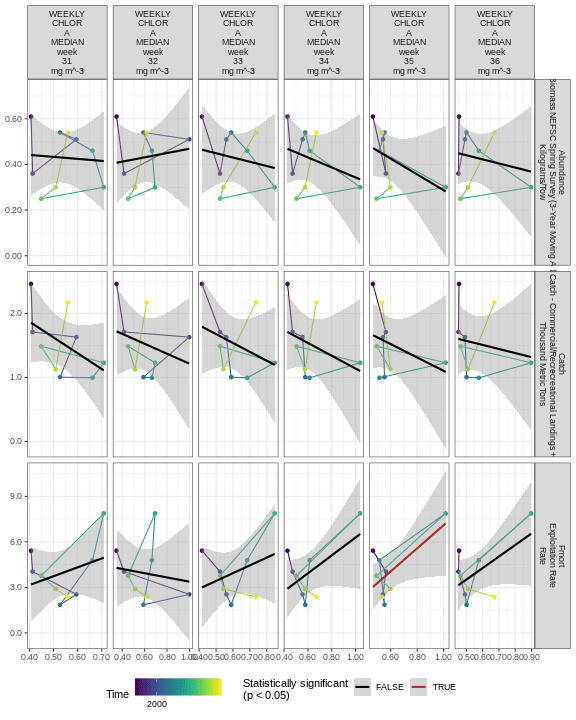 WEEKLY WEEKLY WEEKLY WEEKLY WEEKLY WEEKLY
CHLOR CHLOR CHLOR CHLOR CHLOR CHLOR
A A A A A A
MEDIAN MEDIAN MEDIAN MEDIAN MEDIAN MEDIAN
week week week week week week
31 32 33 34 35 36
mg m^-3 mg m^-3 mg m^-3 mg m^-3 mg m^-3 mg m^-3
0.60
0.40
0.20
0.00
Abundance
Biomass NEFSC Spring Survey (3-Year Moving
Kilograms/Tow
2.0
1.0
0.0
Catch
Catch - Commercial/Recreational Landings +
Thousand Metric Tons
9.0
6.0
3.0
0.0
Fmort
Exploitation Rate
Rate
0.40 0.50 0.60 0.70 0.40 0.60 0.80 1.00 0.400.500.600.700.800.90 0.40 0.60 0.80 1.00 0.60 0.80 1.00 0.500.600.700.800.90
Time
2000
Statistically significant
(p < 0.05)
FALSE TRUE